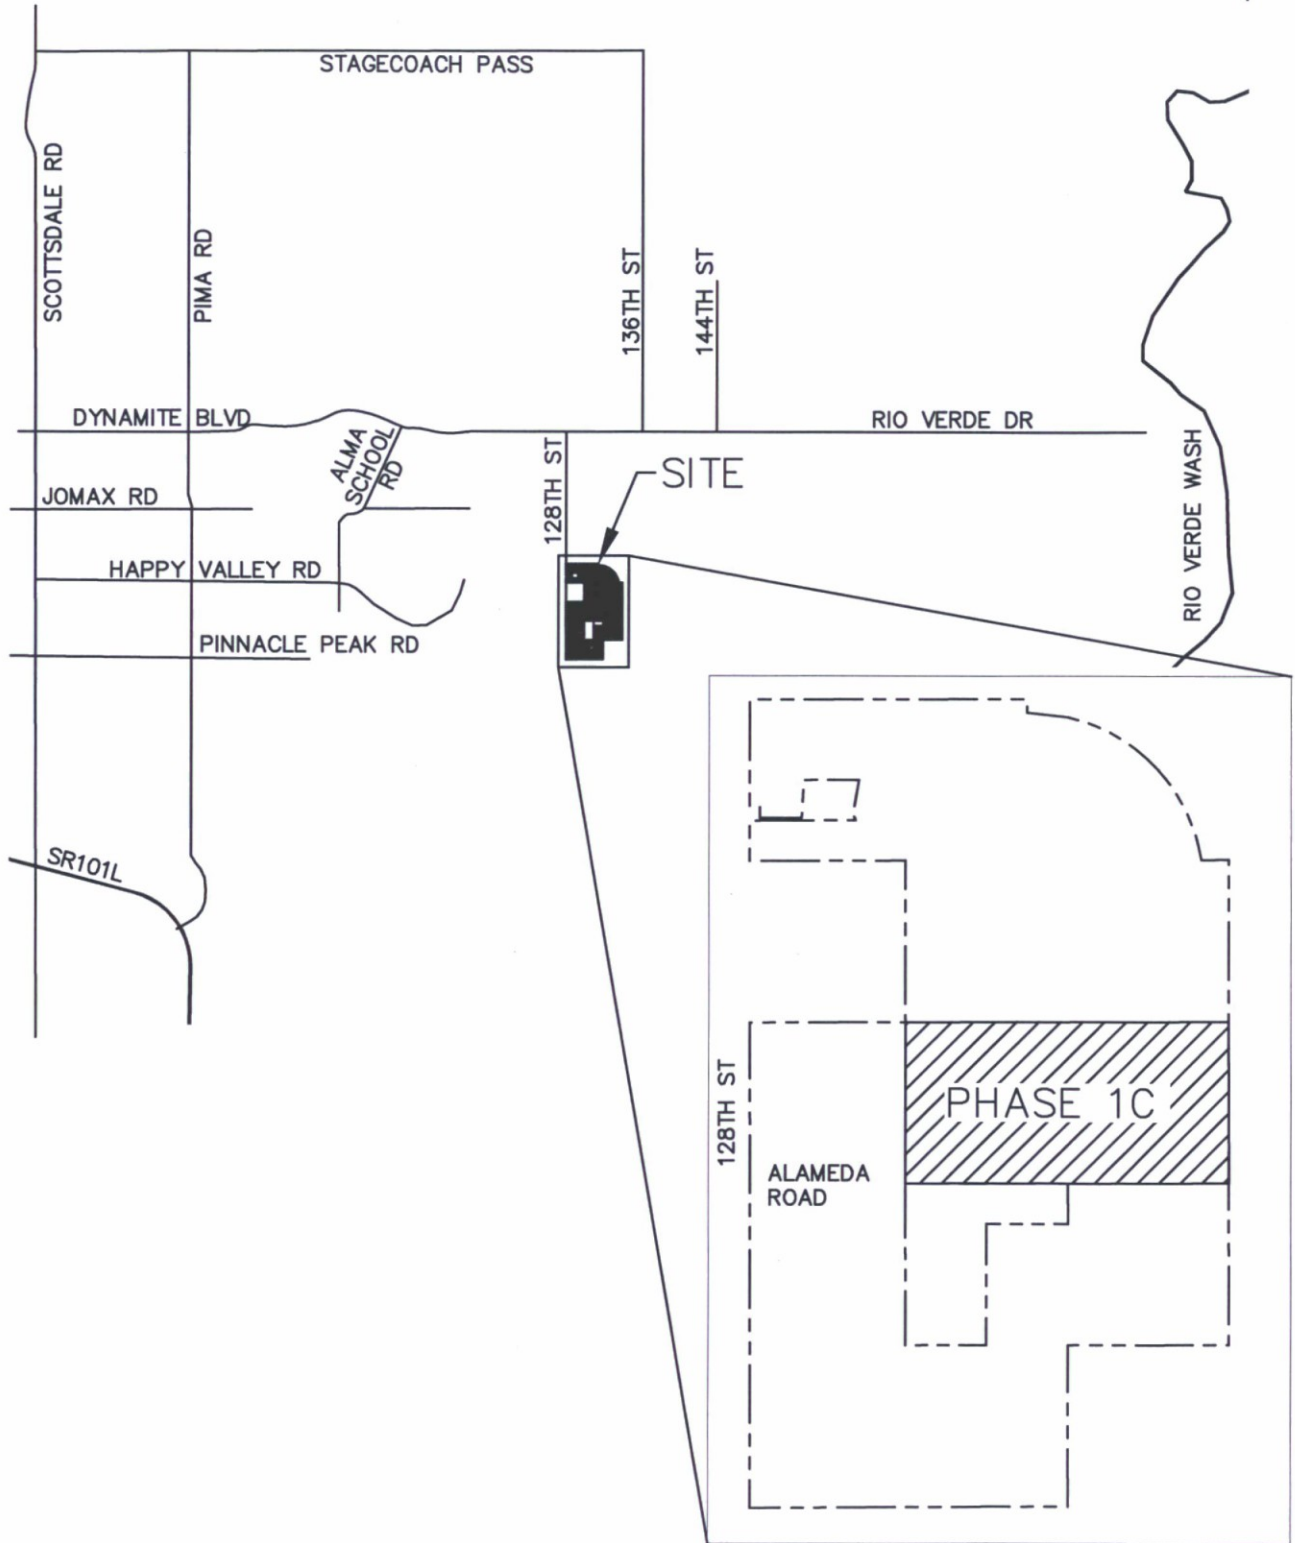 STAGECOACH PASS
SCOTTSDALE RD
PIMA RD
136TH ST
144TH ST
DYNAMITE BLVD
RIO VERDE DR
ALMA
SCHOOL
RD
128TH ST
SITE
JOMAX RD
RIO VERDE WASH
HAPPY VALLEY RD
PINNACLE PEAK RD
SR101L
128TH ST
PHASE 1C
ALAMEDA
ROAD